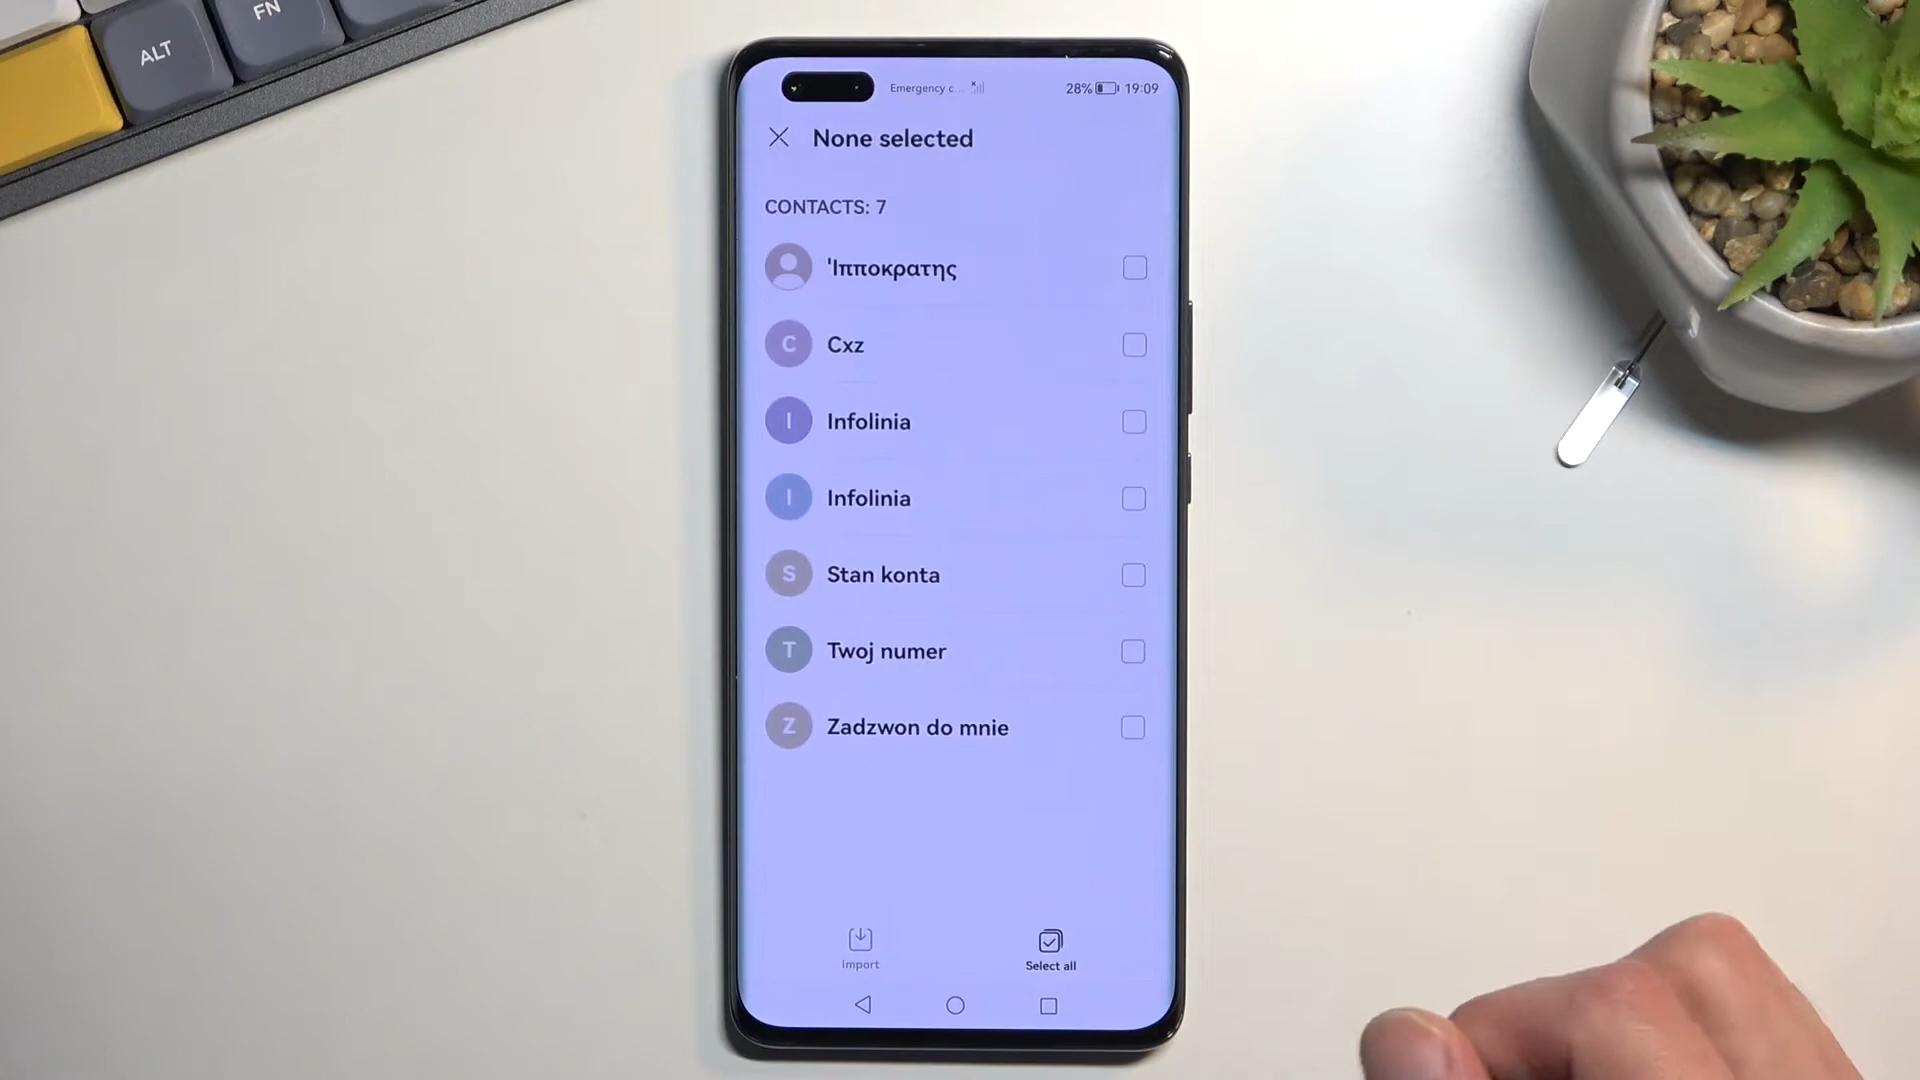 ALT
FN
Emergency c...
28% 19:09
None selected
CONTACTS: 7
'Ιπποκρατης
C Cxz
I Infolinia
I Infolinia
S Stan konta
T Twoj numer
Z Zadzwon do mnie
Import
Select all